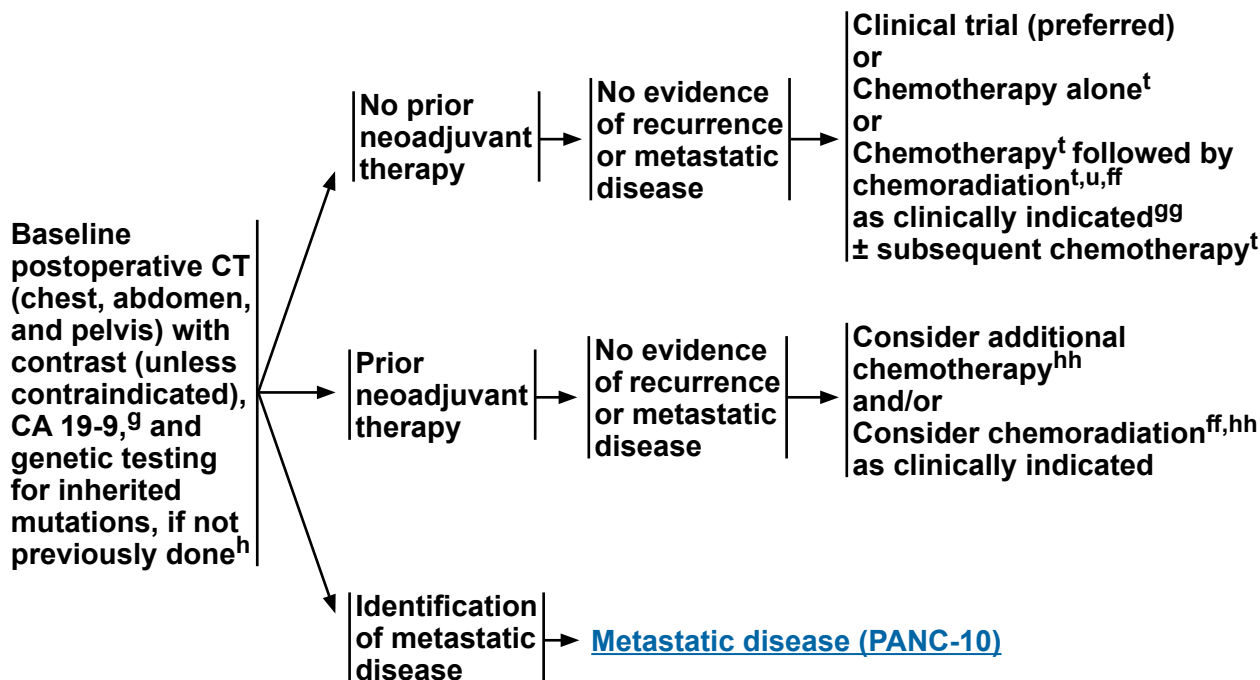 Baseline
postoperative CT
(chest, abdomen,
and pelvis) with
contrast (unless
contraindicated),
CA 19-9,g and
genetic testing
for inherited
mutations, if not
previously doneh
No prior
neoadjuvant
therapy
No evidence
of recurrence
or metastatic
disease
Clinical trial (preferred)
or
Chemotherapy alonet
or
Chemotherapyt followed by
chemoradiationt,u,ff
as clinically indicatedgg
± subsequent chemotherapyt
Prior
neoadjuvant
therapy
No evidence
of recurrence
or metastatic
disease
Consider additional
chemotherapyhh
and/or
Consider chemoradiationff,hh
as clinically indicated
Identification
of metastatic
disease
Metastatic disease (PANC-10)